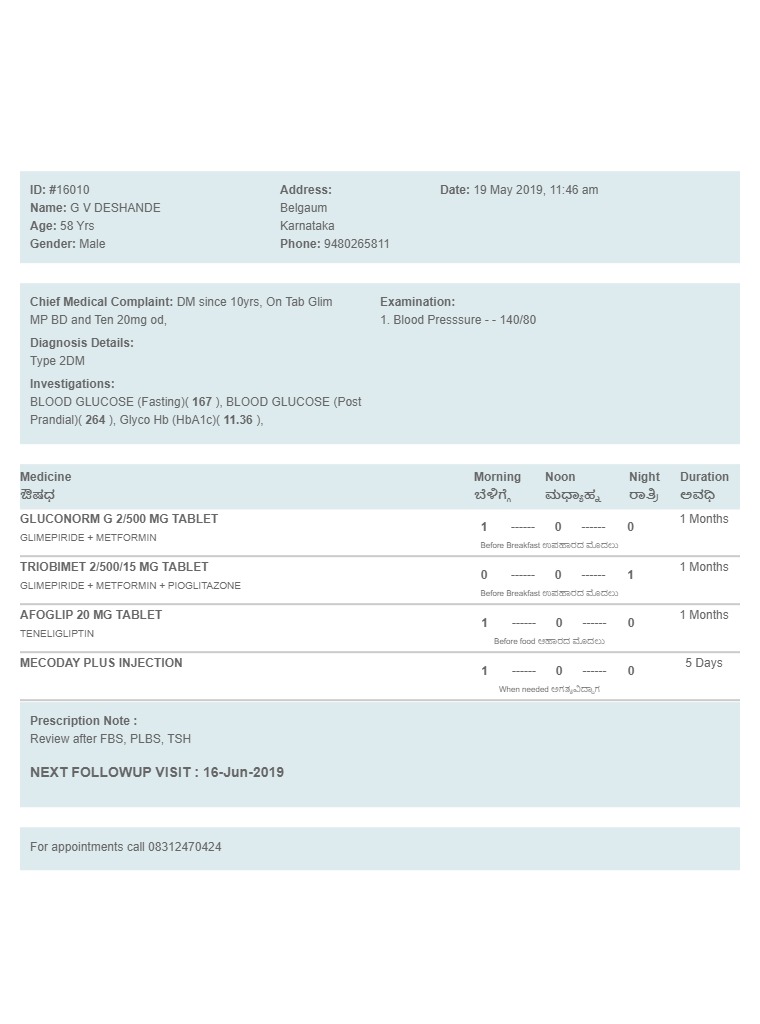 ID: #16010
Name: G V DESHANDE
Age: 58 Yrs
Gender: Male
Address:
Belgaum
Karnataka
Phone: 9480265811
Date: 19 May 2019, 11:46 am
Chief Medical Complaint: DM since 10yrs, On Tab Glim
MP BD and Ten 20mg od,
Diagnosis Details:
Type 2DM
Investigations:
BLOOD GLUCOSE (Fasting)( 167 ), BLOOD GLUCOSE (Post
Prandial)( 264 ), Glyco Hb (HbA1c)( 11.36 ),
Examination:
1. Blood Presssure - - 140/80
Medicine Morning Noon Night Duration
ಔಷಧ ಬೆಳಿಗ್ಗೆ ಮಧ್ಯಾಹ್ನ ರಾತ್ರಿ ಅವಧಿ
GLUCONORM G 2/500 MG TABLET 1 ------ 0 ------ 0 1 Months
GLIMEPIRIDE + METFORMIN Before Breakfast ಉಪಹಾರದ ಮೊದಲು
TRIOBIMET 2/500/15 MG TABLET 0 ------ 0 ------ 1 1 Months
GLIMEPIRIDE + METFORMIN + PIOGLITAZONE Before Breakfast ಉಪಹಾರದ ಮೊದಲು
AFOGLIP 20 MG TABLET 1 ------ 0 ------ 0 1 Months
TENELIGLIPTIN Before food ಆಹಾರದ ಮೊದಲು
MECODAY PLUS INJECTION 1 ------ 0 ------ 0 5 Days
When needed ಅಗತ್ಯವಿದ್ದಾಗ
Prescription Note :
Review after FBS, PLBS, TSH
NEXT FOLLOWUP VISIT : 16-Jun-2019
For appointments call 08312470424